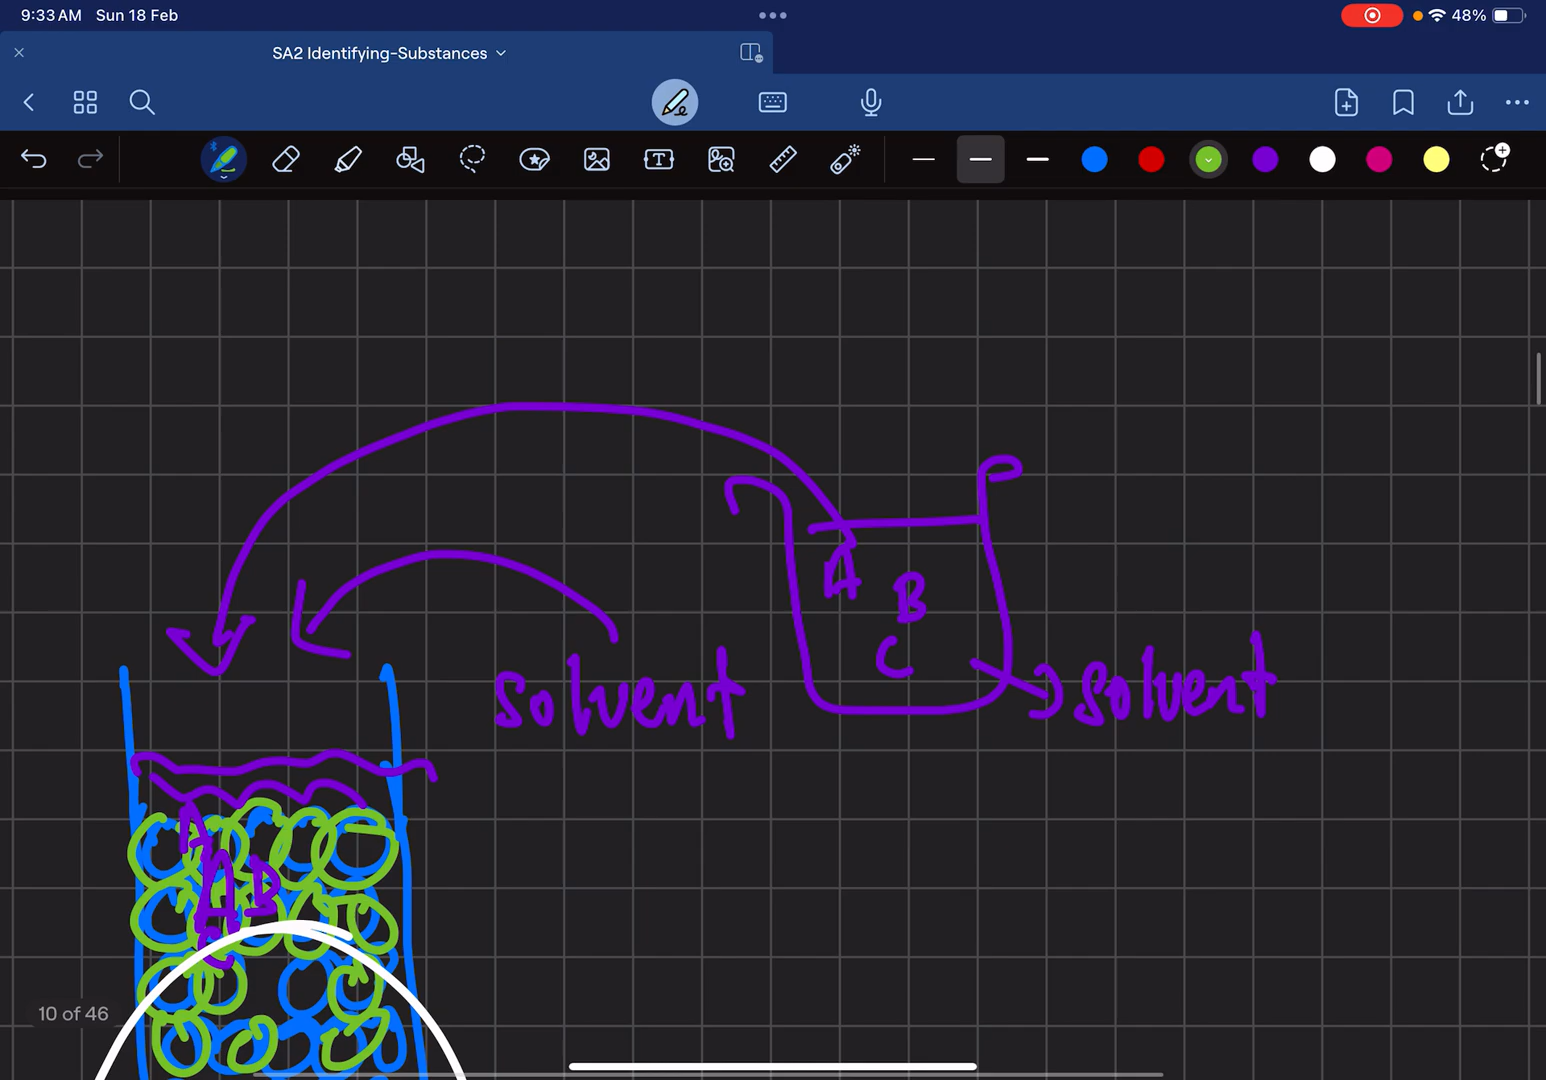 9:33 AM Sun 18 Feb 48%
SA2 Identifying-Substances
T
A
B
C
solvent
solvent
A
A B
C
10 of 46